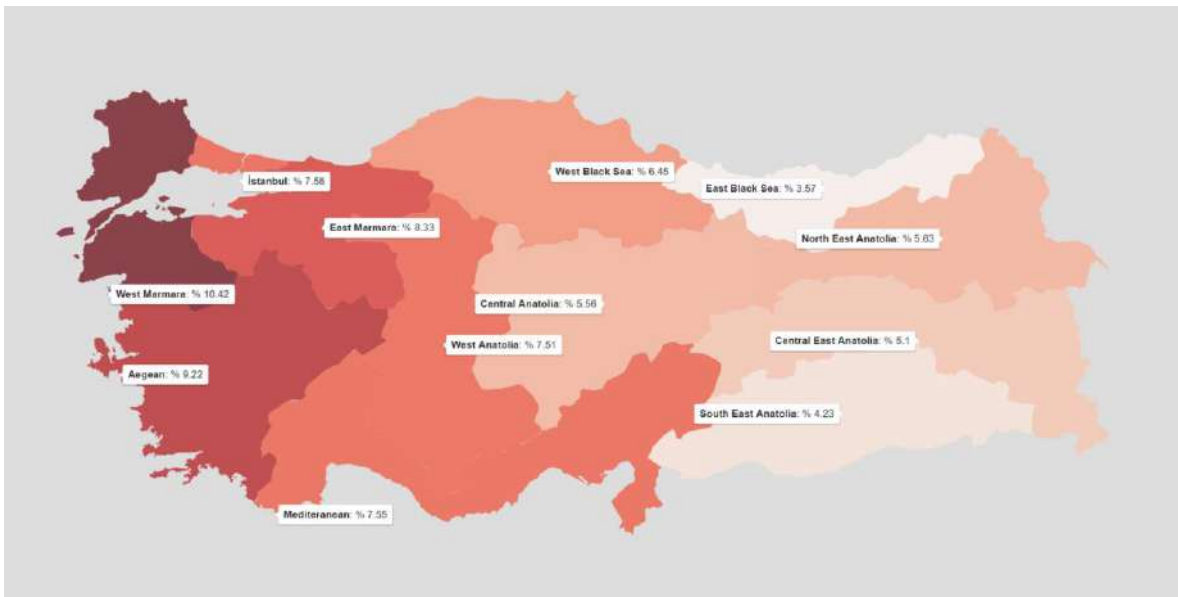 İstanbul: % 7.58
West Black Sea: % 6.45
East Black Sea: % 3.57
East Marmara: % 8.33
North East Anatolia: % 5.63
West Marmara: % 10.42
Central Anatolia: % 5.56
West Anatolia: % 7.51
Central East Anatolia: % 5.1
Aegean: % 9.22
South East Anatolia: % 4.23
Mediteranean: % 7.55